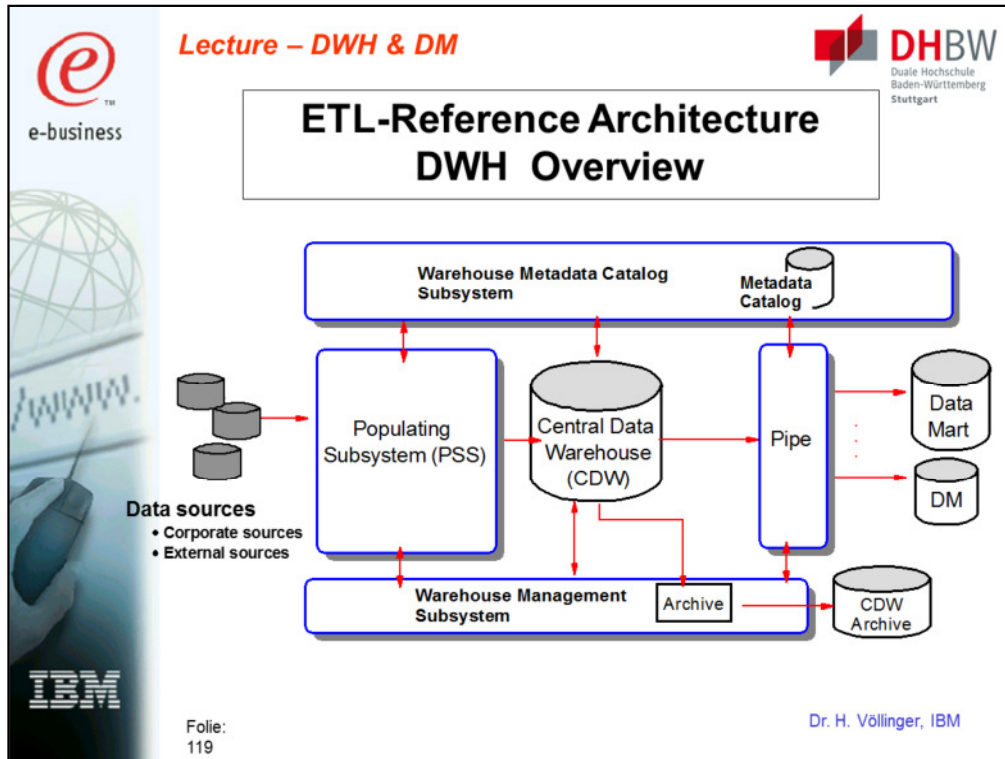 Lecture – DWH & DM
e
TM
e-business
DHBW
Duale Hochschule
Baden-Württemberg
Stuttgart
ETL-Reference Architecture
DWH Overview
Warehouse Metadata Catalog
Subsystem
Metadata
Catalog
Populating
Subsystem (PSS)
Central Data
Warehouse
(CDW)
Pipe
Data
Mart
DM
Data sources
• Corporate sources
• External sources
Warehouse Management
Subsystem
Archive
CDW
Archive
IBM
Folie:
119
Dr. H. Völlinger, IBM